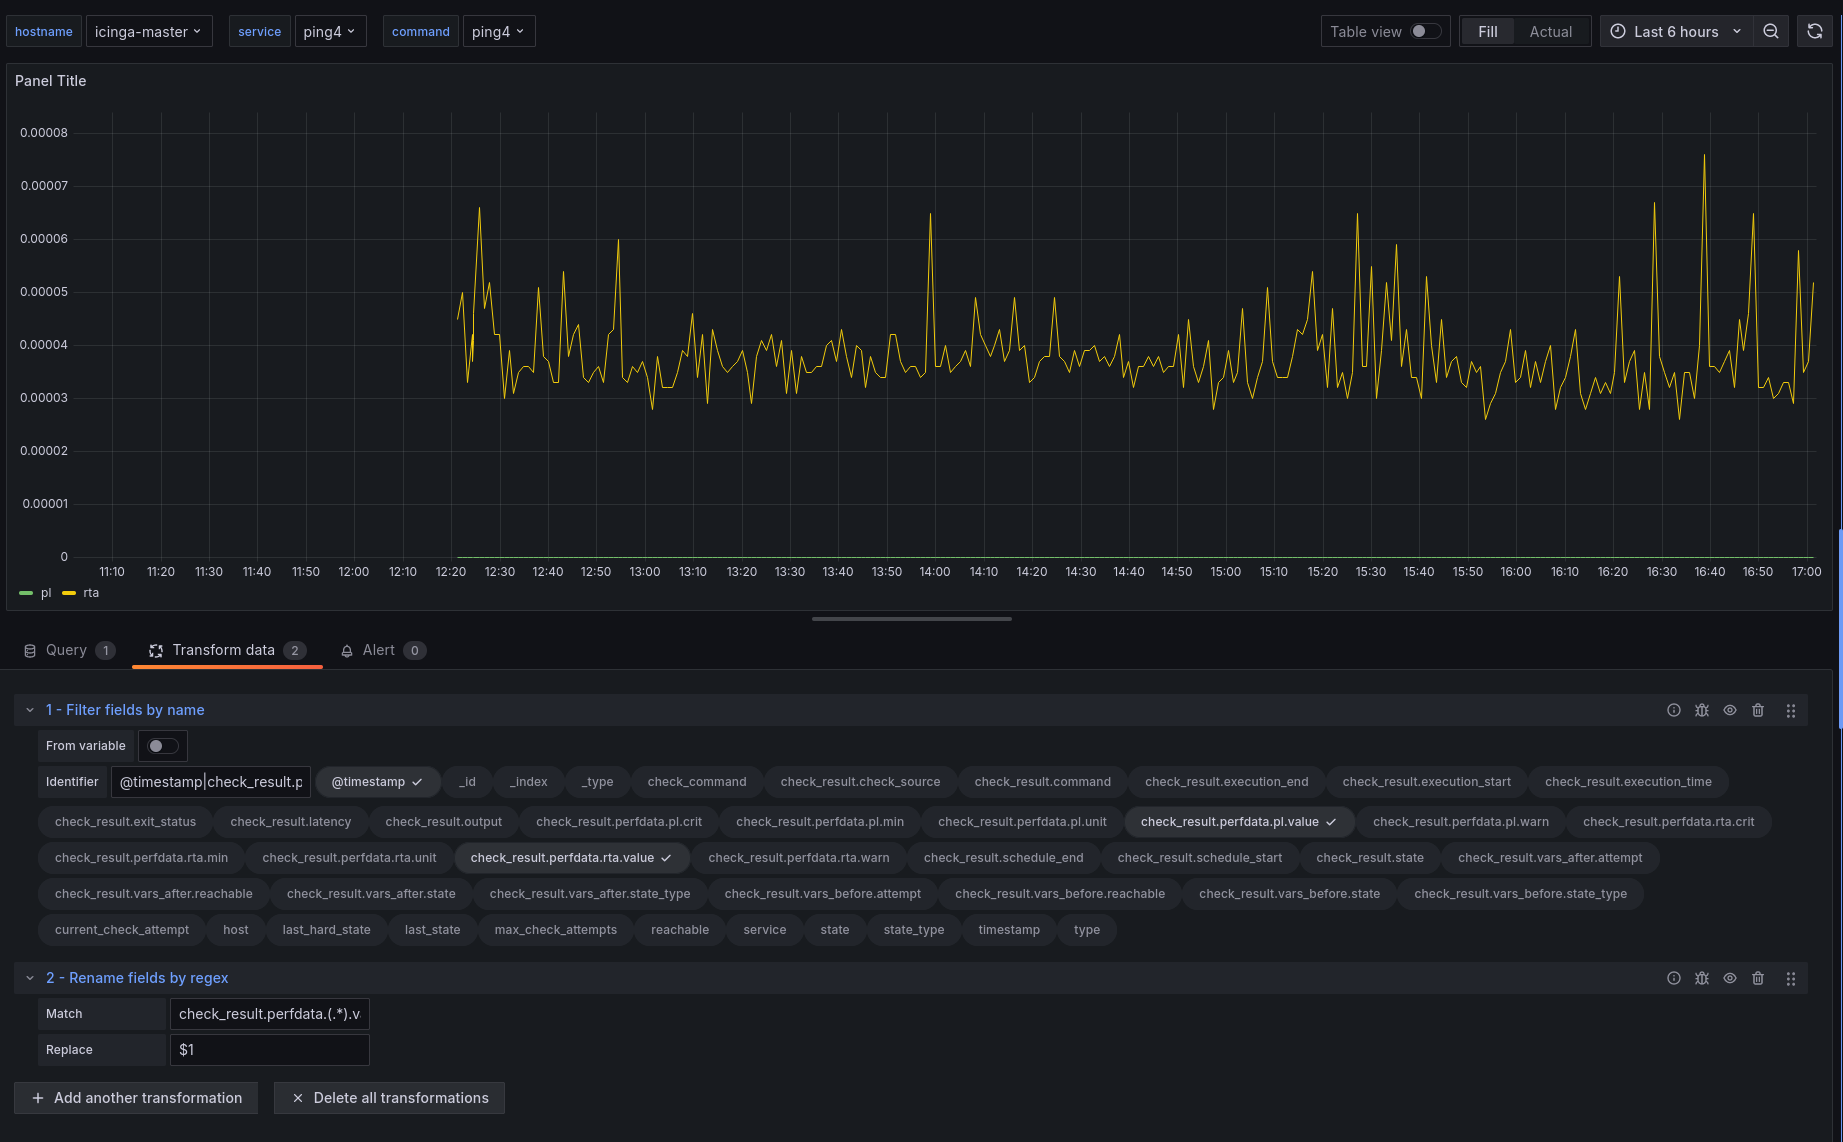 hostname icinga-master service ping4 command ping4 Table view Fill Actual Last 6 hours
Panel Title
0.00008
0.00007
0.00006
0.00005
0.00004
0.00003
0.00002
0.00001
0
11:10 11:20 11:30 11:40 11:50 12:00 12:10 12:20 12:30 12:40 12:50 13:00 13:10 13:20 13:30 13:40 13:50 14:00 14:10 14:20 14:30 14:40 14:50 15:00 15:10 15:20 15:30 15:40 15:50 16:00 16:10 16:20 16:30 16:40 16:50 17:00
pl rta
Query 1 Transform data 2 Alert 0
1 - Filter fields by name
From variable
Identifier @timestamp|check_result.p @timestamp _id _index _type check_command check_result.check_source check_result.command check_result.execution_end check_result.execution_start check_result.execution_time
check_result.exit_status check_result.latency check_result.output check_result.perfdata.pl.crit check_result.perfdata.pl.min check_result.perfdata.pl.unit check_result.perfdata.pl.value check_result.perfdata.pl.warn check_result.perfdata.rta.crit
check_result.perfdata.rta.min check_result.perfdata.rta.unit check_result.perfdata.rta.value check_result.perfdata.rta.warn check_result.schedule_end check_result.schedule_start check_result.state check_result.vars_after.attempt
check_result.vars_after.reachable check_result.vars_after.state check_result.vars_after.state_type check_result.vars_before.attempt check_result.vars_before.reachable check_result.vars_before.state check_result.vars_before.state_type
current_check_attempt host last_hard_state last_state max_check_attempts reachable service state state_type timestamp type
2 - Rename fields by regex
Match check_result.perfdata.(.*).v
Replace $1
Add another transformation Delete all transformations